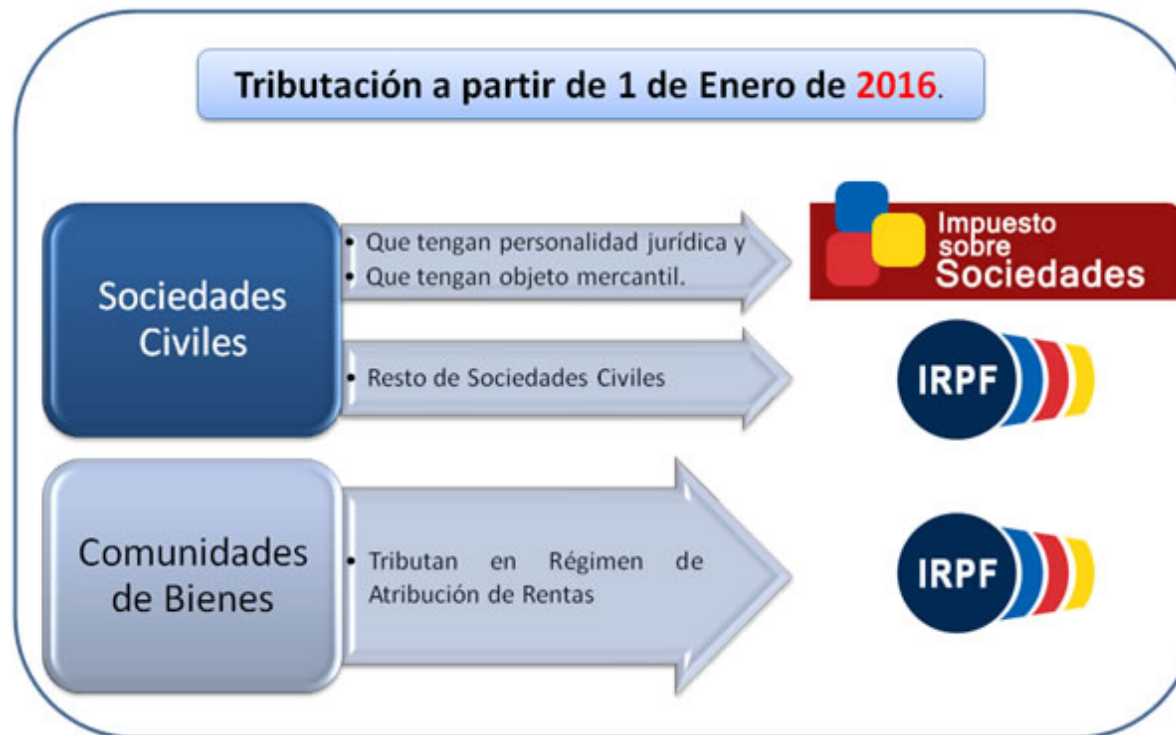 Tributación a partir de 1 de Enero de 2016.
Sociedades
Civiles
• Que tengan personalidad jurídica y
• Que tengan objeto mercantil.
Impuesto
sobre
Sociedades
• Resto de Sociedades Civiles
IRPF
Comunidades
de Bienes
• Tributan en Régimen de
Atribución de Rentas
IRPF